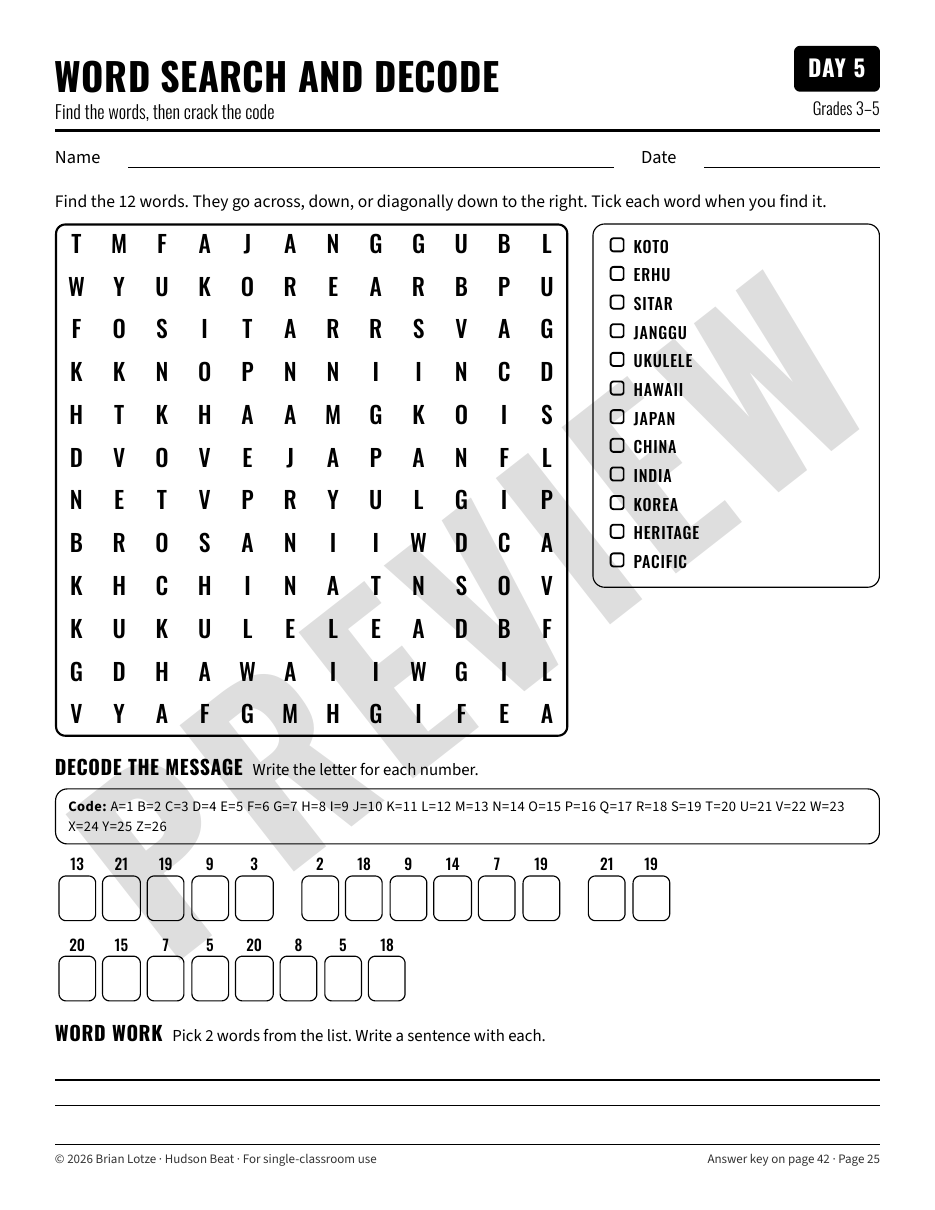 WORD SEARCH AND DECODE
DAY 5
Find the words, then crack the code
Grades 3–5
Name
Date
Find the 12 words. They go across, down, or diagonally down to the right. Tick each word when you find it.
T M F A J A N G G U B L
W Y U K O R E A R B P U
F O S I T A R R S V A G
K K N O P N N I I N C D
H T K H A A M G K O I S
D V O V E J A P A N F L
N E T V P R Y U L G I P
B R O S A N I I W D C A
K H C H I N A T N S O V
K U K U L E L E A D B F
G D H A W A I I W G I L
V Y A F G M H G I F E A
KOTO
ERHU
SITAR
JANGGU
UKULELE
HAWAII
JAPAN
CHINA
INDIA
KOREA
HERITAGE
PACIFIC
PREVIEW
DECODE THE MESSAGE Write the letter for each number.
Code: A=1 B=2 C=3 D=4 E=5 F=6 G=7 H=8 I=9 J=10 K=11 L=12 M=13 N=14 O=15 P=16 Q=17 R=18 S=19 T=20 U=21 V=22 W=23
X=24 Y=25 Z=26
13 21 19 9 3 2 18 9 14 7 19 21 19
20 15 7 5 20 8 5 18
WORD WORK Pick 2 words from the list. Write a sentence with each.
© 2026 Brian Lotze · Hudson Beat · For single-classroom use
Answer key on page 42 · Page 25